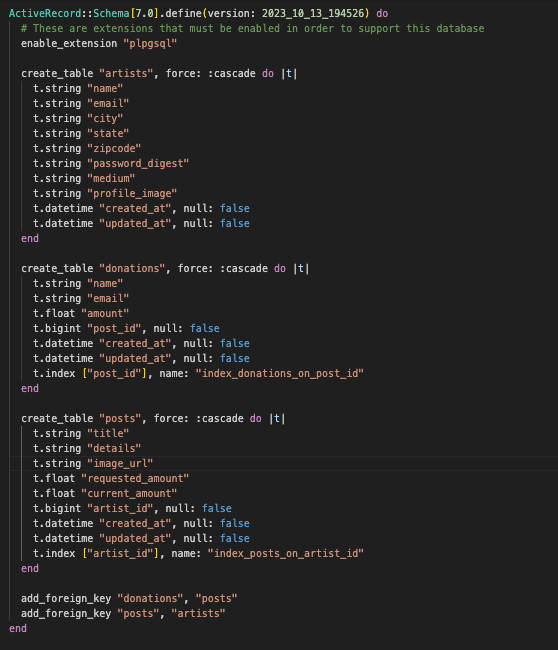 ActiveRecord::Schema[7.0].define(version: 2023_10_13_194526) do
  # These are extensions that must be enabled in order to support this database
  enable_extension "plpgsql"

  create_table "artists", force: :cascade do |t|
    t.string "name"
    t.string "email"
    t.string "city"
    t.string "state"
    t.string "zipcode"
    t.string "password_digest"
    t.string "medium"
    t.string "profile_image"
    t.datetime "created_at", null: false
    t.datetime "updated_at", null: false
  end

  create_table "donations", force: :cascade do |t|
    t.string "name"
    t.string "email"
    t.float "amount"
    t.bigint "post_id", null: false
    t.datetime "created_at", null: false
    t.datetime "updated_at", null: false
    t.index ["post_id"], name: "index_donations_on_post_id"
  end

  create_table "posts", force: :cascade do |t|
    t.string "title"
    t.string "details"
    t.string "image_url"
    t.float "requested_amount"
    t.float "current_amount"
    t.bigint "artist_id", null: false
    t.datetime "created_at", null: false
    t.datetime "updated_at", null: false
    t.index ["artist_id"], name: "index_posts_on_artist_id"
  end

  add_foreign_key "donations", "posts"
  add_foreign_key "posts", "artists"
end